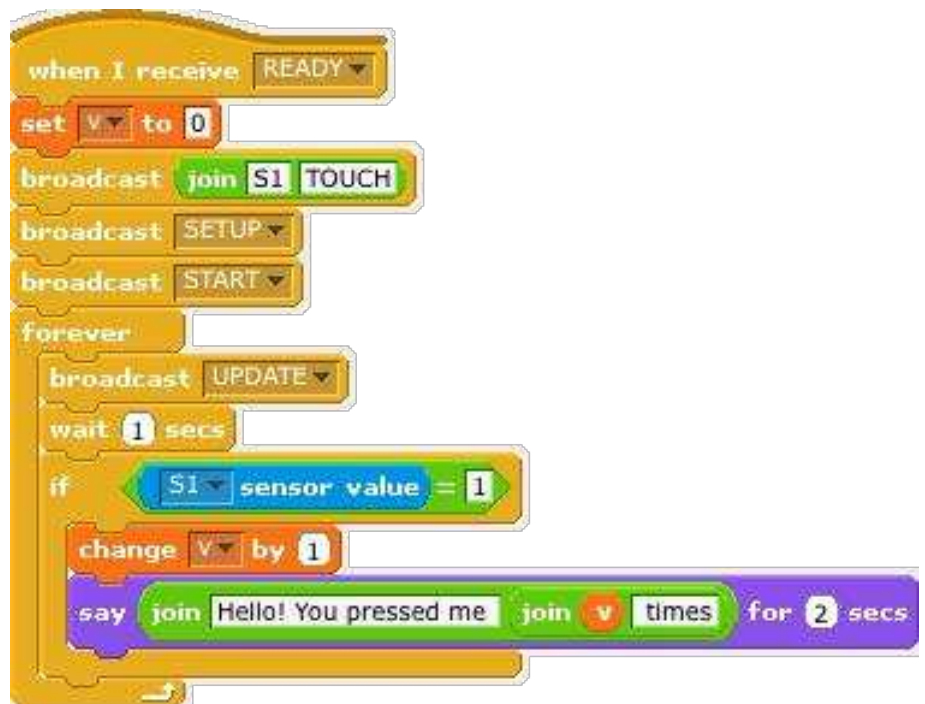 when I receive READY
set v to 0
broadcast join S1 TOUCH
broadcast SETUP
broadcast START
forever
broadcast UPDATE
wait 1 secs
if S1 sensor value = 1
change v by 1
say join Hello! You pressed me join v times for 2 secs